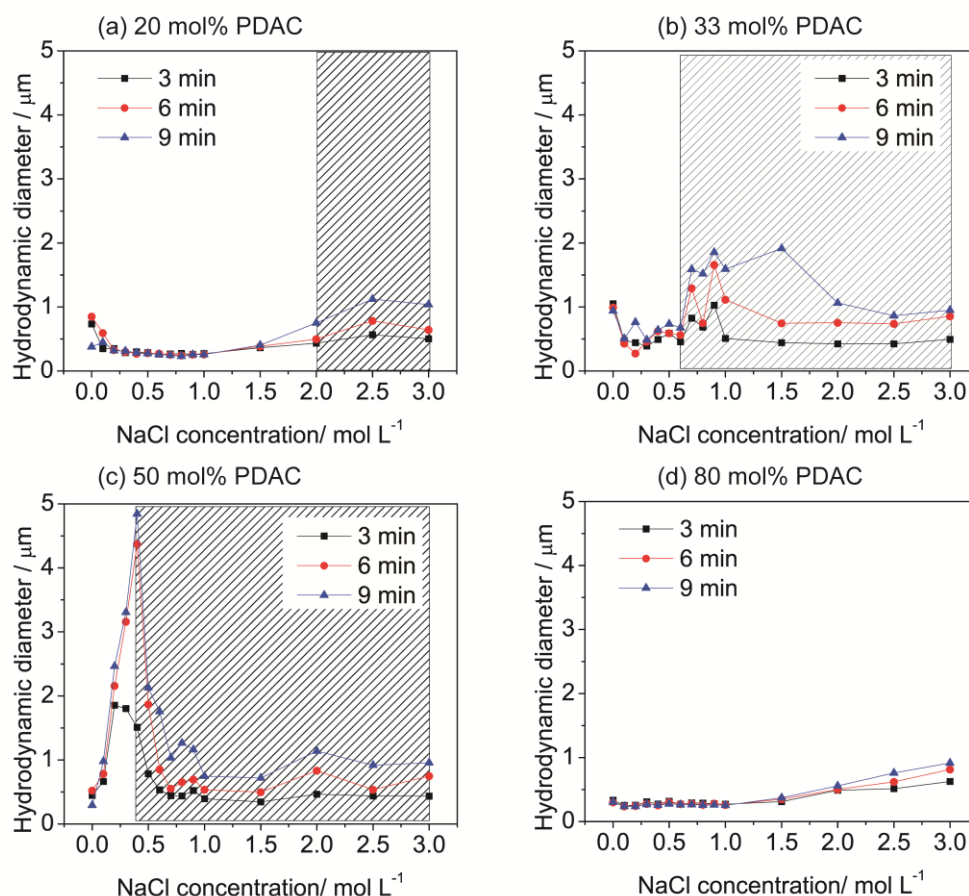 (a) 20 mol% PDAC
5
4
3
2
1
0
Hydrodynamic diameter / μm
3 min
6 min
9 min
0.0 0.5 1.0 1.5 2.0 2.5 3.0
NaCl concentration/ mol L⁻¹
(b) 33 mol% PDAC
5
4
3
2
1
0
Hydrodynamic diameter / μm
3 min
6 min
9 min
0.0 0.5 1.0 1.5 2.0 2.5 3.0
NaCl concentration/ mol L⁻¹
(c) 50 mol% PDAC
5
4
3
2
1
0
Hydrodynamic diameter / μm
3 min
6 min
9 min
0.0 0.5 1.0 1.5 2.0 2.5 3.0
NaCl concentration/ mol L⁻¹
(d) 80 mol% PDAC
5
4
3
2
1
0
Hydrodynamic diameter / μm
3 min
6 min
9 min
0.0 0.5 1.0 1.5 2.0 2.5 3.0
NaCl concentration/ mol L⁻¹